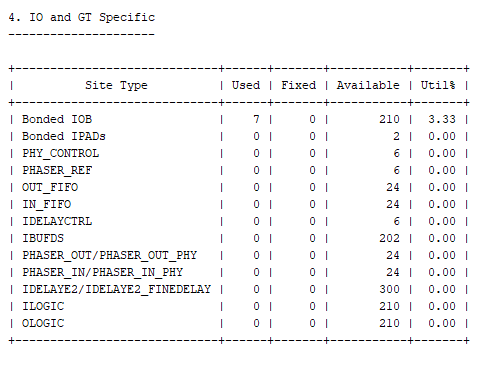 4. IO and GT Specific
---------------------
+-----------------------------+------+-------+-----------+-------+
|          Site Type          | Used | Fixed | Available | Util% |
+-----------------------------+------+-------+-----------+-------+
| Bonded IOB                  |    7 |     0 |       210 |  3.33 |
| Bonded IPADs                |    0 |     0 |         2 |  0.00 |
| PHY_CONTROL                 |    0 |     0 |         6 |  0.00 |
| PHASER_REF                  |    0 |     0 |         6 |  0.00 |
| OUT_FIFO                    |    0 |     0 |        24 |  0.00 |
| IN_FIFO                     |    0 |     0 |        24 |  0.00 |
| IDELAYCTRL                  |    0 |     0 |         6 |  0.00 |
| IBUFDS                      |    0 |     0 |       202 |  0.00 |
| PHASER_OUT/PHASER_OUT_PHY   |    0 |     0 |        24 |  0.00 |
| PHASER_IN/PHASER_IN_PHY     |    0 |     0 |        24 |  0.00 |
| IDELAYE2/IDELAYE2_FINEDELAY |    0 |     0 |       300 |  0.00 |
| ILOGIC                      |    0 |     0 |       210 |  0.00 |
| OLOGIC                      |    0 |     0 |       210 |  0.00 |
+-----------------------------+------+-------+-----------+-------+